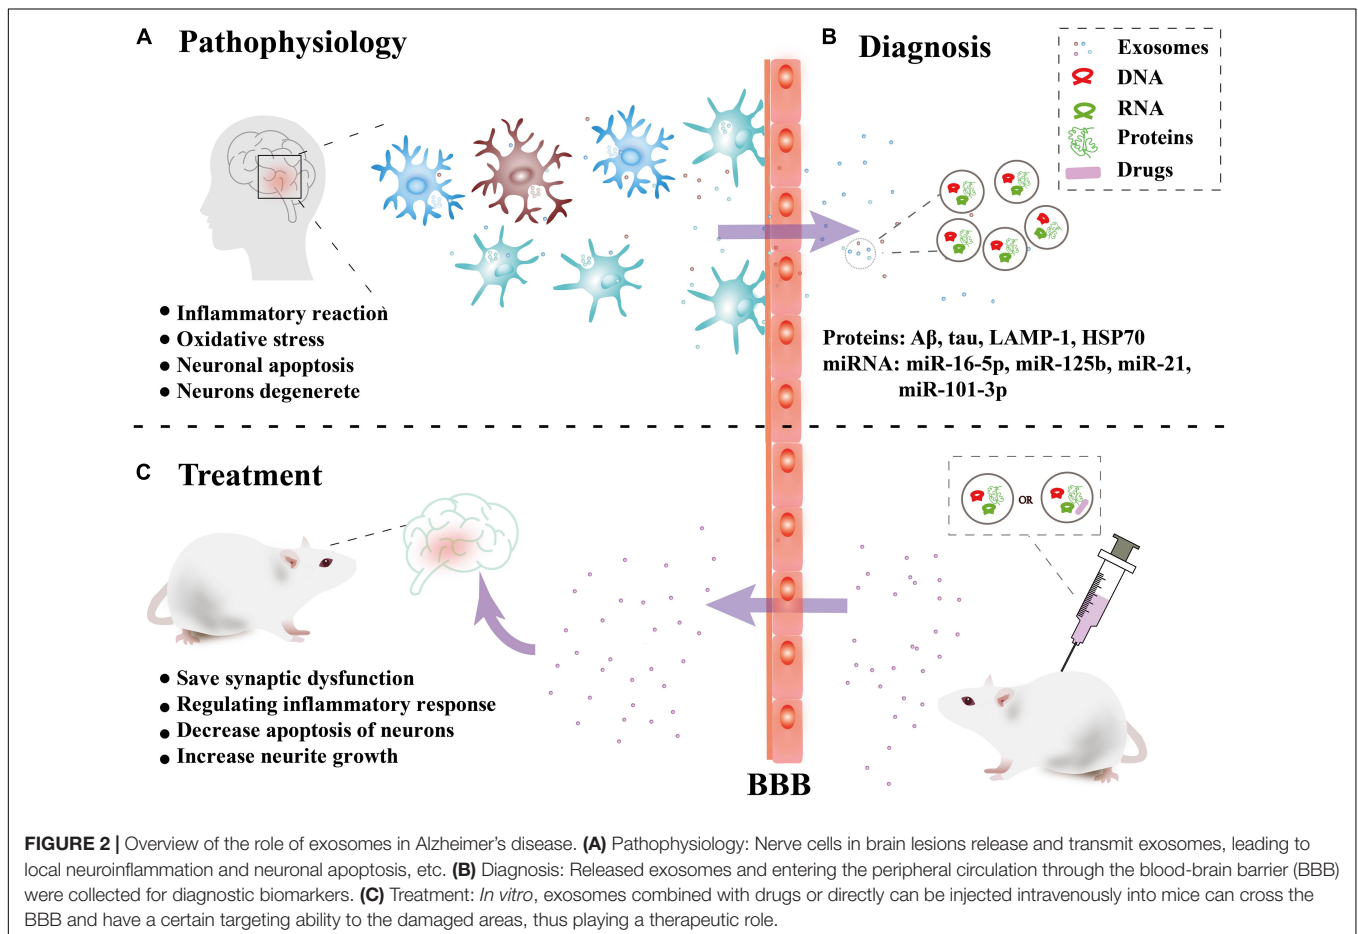 A Pathophysiology
Inflammatory reaction
Oxidative stress
Neuronal apoptosis
Neurons degenerete
B Diagnosis
Exosomes
DNA
RNA
Proteins
Drugs
Proteins: Aβ, tau, LAMP-1, HSP70
miRNA: miR-16-5p, miR-125b, miR-21,
miR-101-3p
C Treatment
Save synaptic dysfunction
Regulating inflammatory response
Decrease apoptosis of neurons
Increase neurite growth
OR
BBB
FIGURE 2 | Overview of the role of exosomes in Alzheimer's disease. (A) Pathophysiology: Nerve cells in brain lesions release and transmit exosomes, leading to
local neuroinflammation and neuronal apoptosis, etc. (B) Diagnosis: Released exosomes and entering the peripheral circulation through the blood-brain barrier (BBB)
were collected for diagnostic biomarkers. (C) Treatment: In vitro, exosomes combined with drugs or directly can be injected intravenously into mice can cross the
BBB and have a certain targeting ability to the damaged areas, thus playing a therapeutic role.